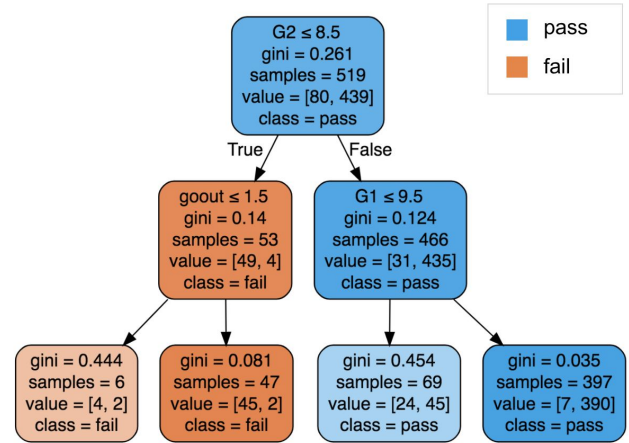 G2 ≤ 8.5
gini = 0.261
samples = 519
value = [80, 439]
class = pass
pass
fail
True
False
goout ≤ 1.5
gini = 0.14
samples = 53
value = [49, 4]
class = fail
G1 ≤ 9.5
gini = 0.124
samples = 466
value = [31, 435]
class = pass
gini = 0.444
samples = 6
value = [4, 2]
class = fail
gini = 0.081
samples = 47
value = [45, 2]
class = fail
gini = 0.454
samples = 69
value = [24, 45]
class = pass
gini = 0.035
samples = 397
value = [7, 390]
class = pass